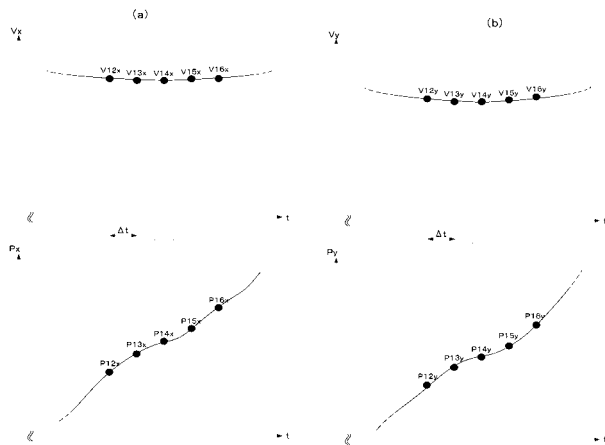 (a)
(b)
Vx
V12x V13x V14x V15x V16x
t
Vy
V12y V13y V14y V15y V16y
t
Δt
Px
P12x
P13x
P14x
P15x
P16x
t
Δt
Py
P12y
P13y
P14y
P15y
P16y
t